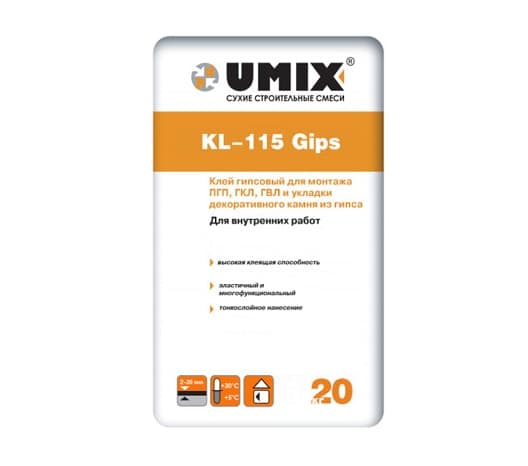 UMIX®
СУХИЕ СТРОИТЕЛЬНЫЕ СМЕСИ
KL–115 Gips
Клей гипсовый для монтажа
ПГП, ГКЛ, ГВЛ и укладки
декоративного камня из гипса
Для внутренних работ
высокая клеящая способность
эластичный и
многофункциональный
тонкослойное нанесение
2-20 мм
+30°С
+5°С
КГ 20